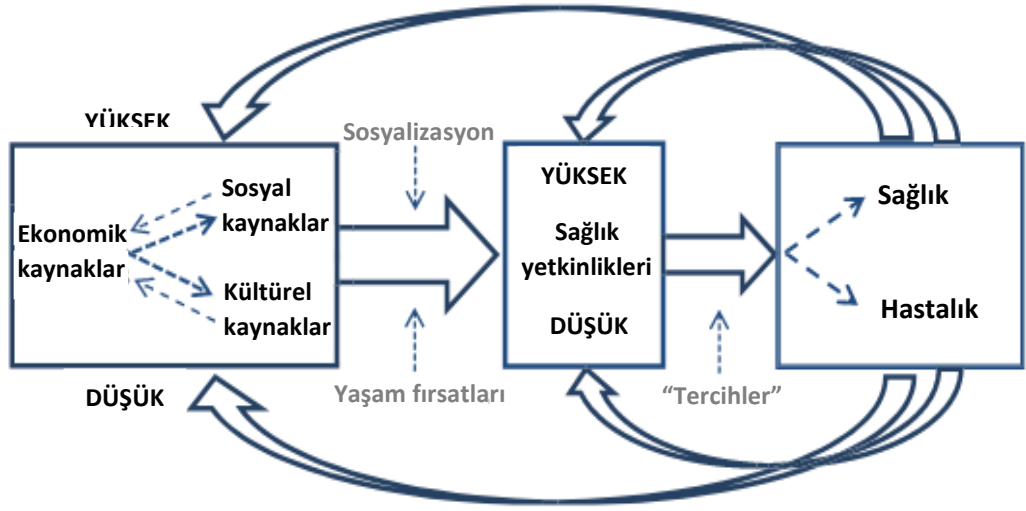 YÜKSEK
Sosyal
kaynaklar
Ekonomik
kaynaklar
Kültürel
kaynaklar
DÜŞÜK
Sosyalizasyon
Yaşam fırsatları
YÜKSEK
Sağlık
yetkinlikleri
DÜŞÜK
“Tercihler”
Sağlık
Hastalık